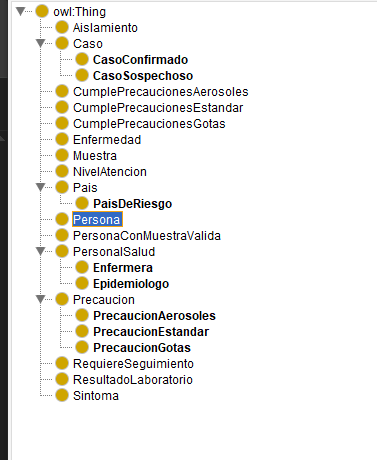 owl:Thing
Aislamiento
Caso
CasoConfirmado
CasoSospechoso
CumplePrecaucionesAerosoles
CumplePrecaucionesEstandar
CumplePrecaucionesGotas
Enfermedad
Muestra
NivelAtencion
Pais
PaisDeRiesgo
Persona
PersonaConMuestraValida
PersonalSalud
Enfermera
Epidemiologo
Precaucion
PrecaucionAerosoles
PrecaucionEstandar
PrecaucionGotas
RequiereSeguimiento
ResultadoLaboratorio
Sintoma